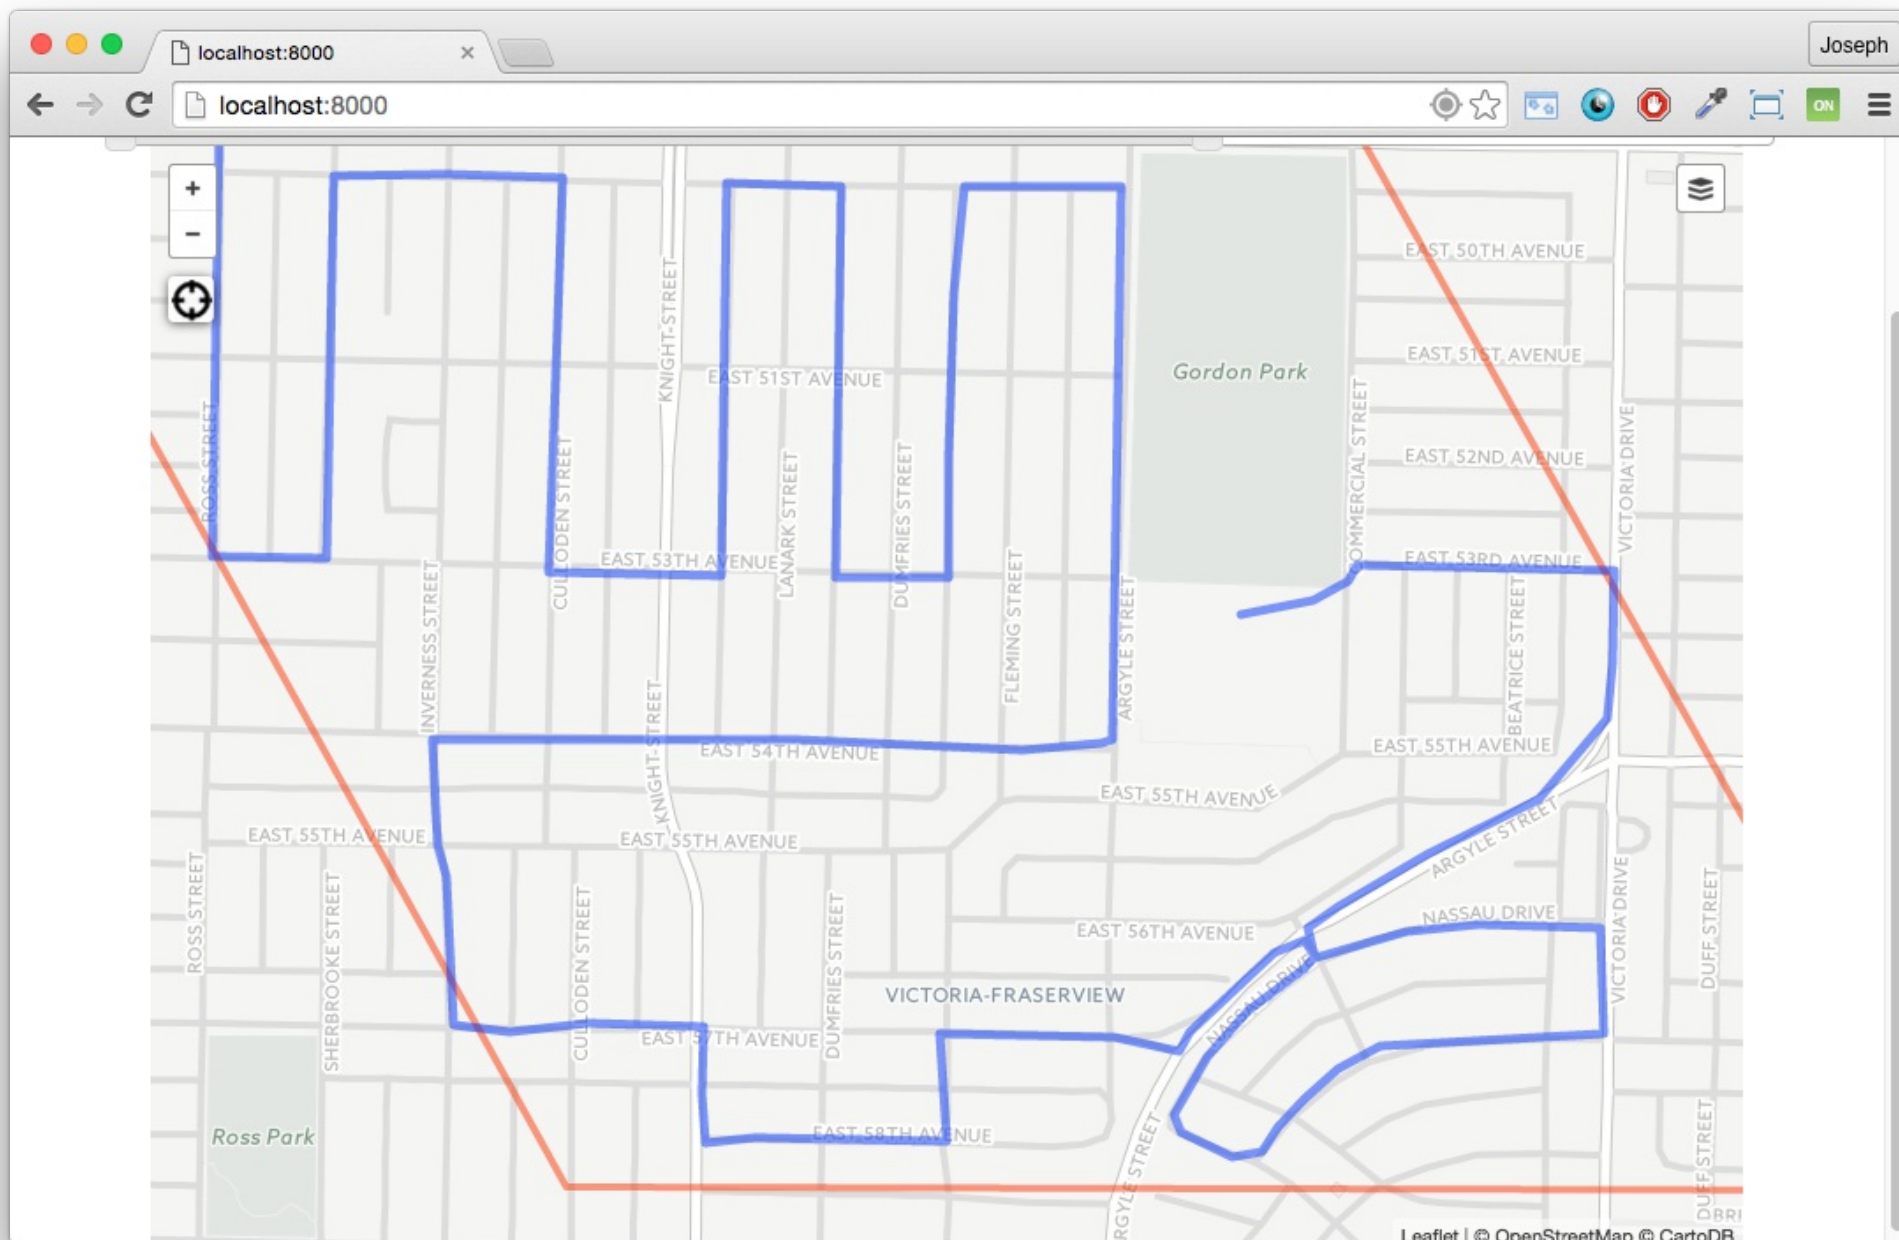 localhost:8000
Joseph
localhost:8000
ON
+
−
EAST 50TH AVENUE
KNIGHT-STREET
EAST 51ST AVENUE
Gordon Park
EAST 51ST AVENUE
ROSS STREET
CULLODEN STREET
LANARK STREET
DUMFRIES STREET
COMMERCIAL STREET
EAST 52ND AVENUE
VICTORIA DRIVE
EAST 53TH AVENUE
EAST 53RD AVENUE
INVERNESS STREET
FLEMING STREET
ARGYLE STREET
BEATRICE STREET
KNIGHT-STREET
EAST 54TH AVENUE
EAST 55TH AVENUE
EAST 55TH AVENUE
EAST 55TH AVENUE
EAST 55TH AVENUE
ARGYLE STREET
ROSS STREET
SHERBROOKE STREET
CULLODEN STREET
DUMFRIES STREET
EAST 56TH AVENUE
NASSAU DRIVE
VICTORIA DRIVE
DUFF STREET
VICTORIA-FRASERVIEW
NASSAU DRIVE
EAST 57TH AVENUE
Ross Park
EAST 58TH AVENUE
ARGYLE STREET
DUFF STREET
BRI
Leaflet | © OpenStreetMap © CartoDB